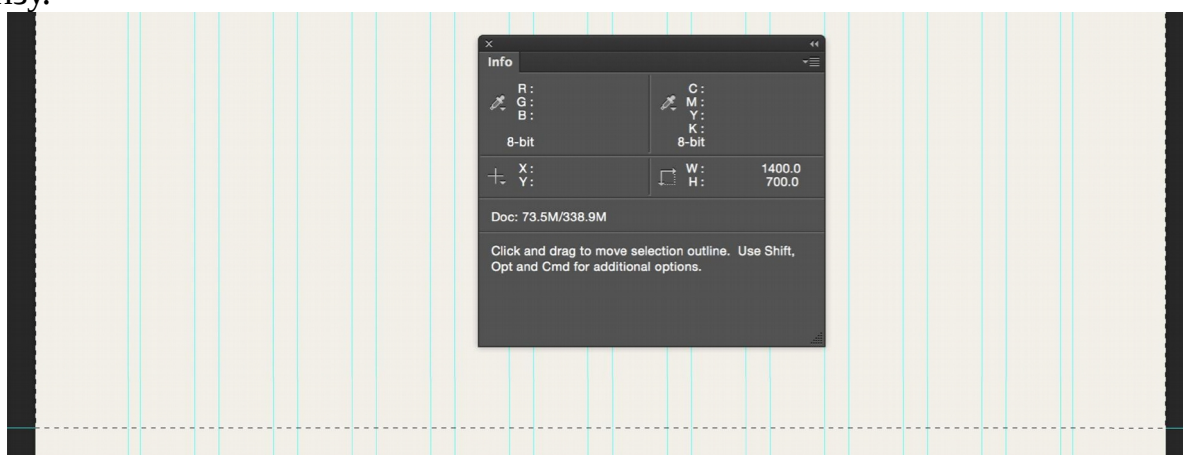 Info
R:
G:
B:
8-bit
C:
M:
Y:
K:
8-bit
X:
Y:
W: 1400.0
H: 700.0
Doc: 73.5M/338.9M
Click and drag to move selection outline. Use Shift,
Opt and Cmd for additional options.